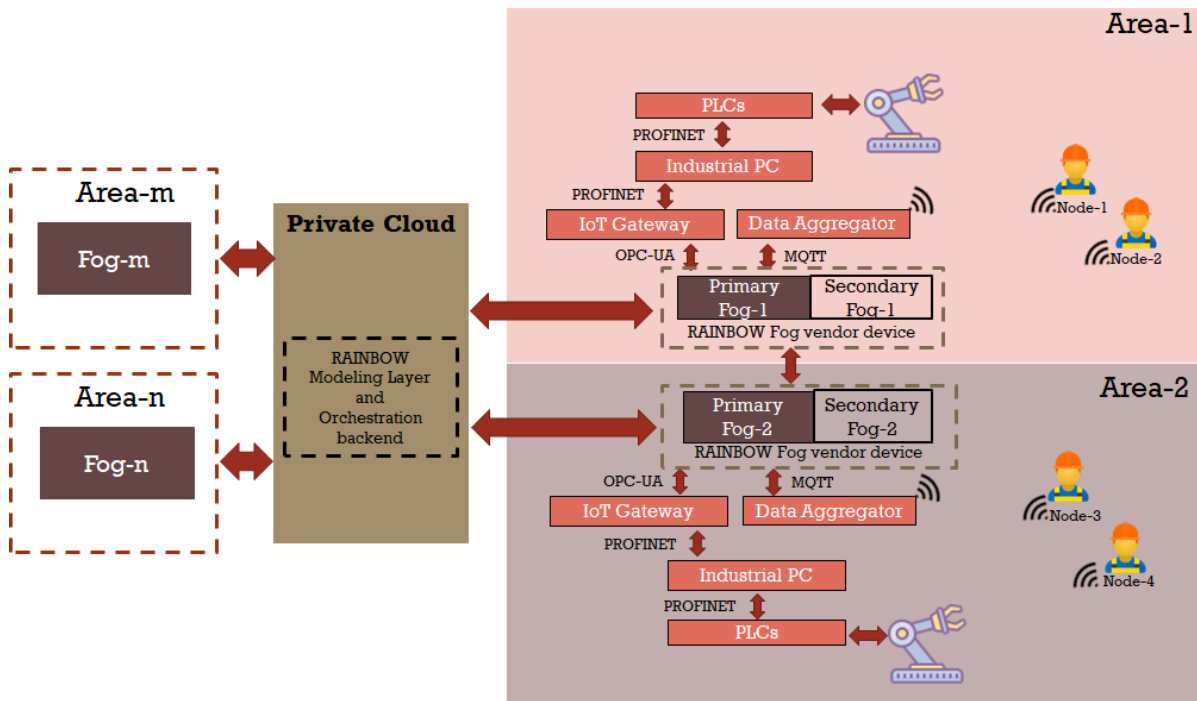 Area-1
PLCs
PROFINET
Industrial PC
PROFINET
IoT Gateway
Data Aggregator
OPC-UA
MQTT
Primary
Fog-1
Secondary
Fog-1
RAINBOW Fog vendor device
Node-1
Node-2
Area-m
Fog-m
Private Cloud
RAINBOW
Modeling Layer
and
Orchestration
backend
Area-n
Fog-n
Area-2
Primary
Fog-2
Secondary
Fog-2
RAINBOW Fog vendor device
OPC-UA
MQTT
IoT Gateway
Data Aggregator
PROFINET
Industrial PC
PROFINET
PLCs
Node-3
Node-4